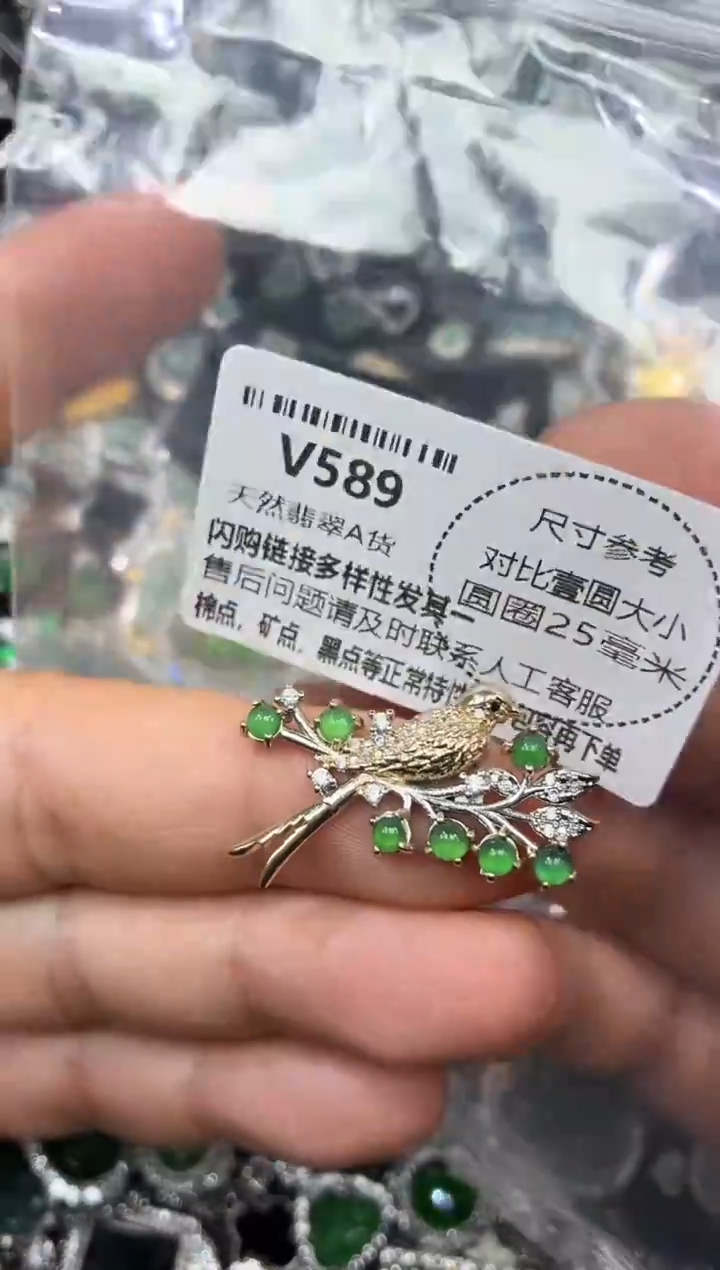 V589
天然翡翠A货
闪购链接多样性发其一
售后问题请及时联系人工客服
棉点，矿点，黑点等正常特性
再下单
尺寸参考
对比壹圆大小
圆圈25毫米